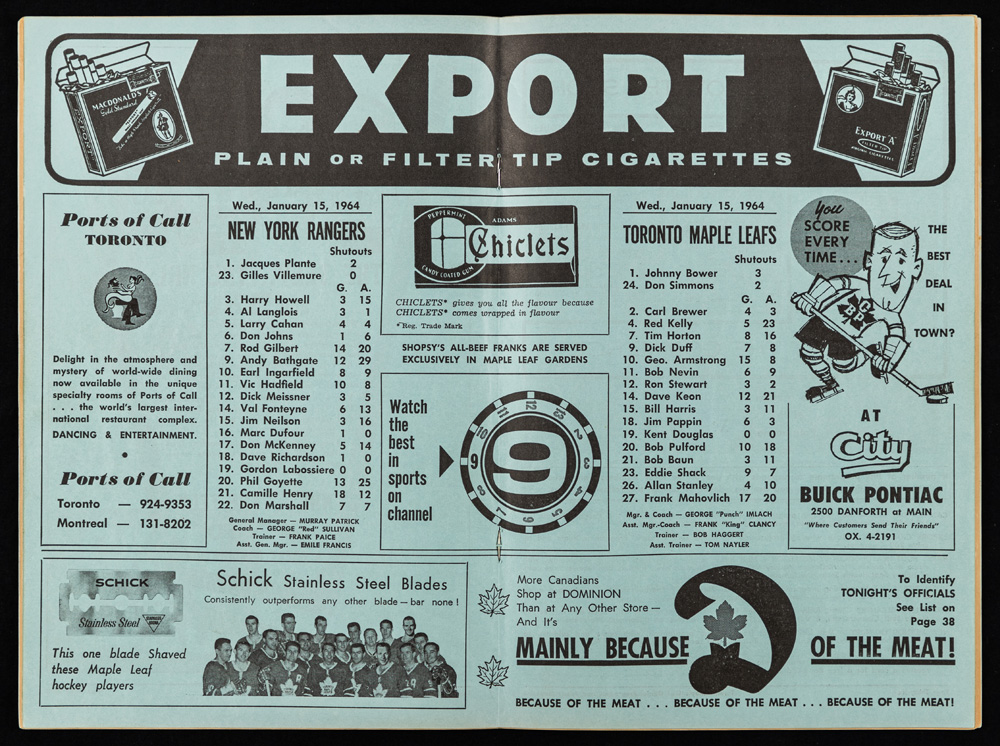 EXPORT
PLAIN OR FILTER TIP CIGARETTES
MACDONALD'S
Gold Standard
EXPORT "A"
Ports of Call
TORONTO
Delight in the atmosphere and
mystery of world-wide dining
now available in the unique
specialty rooms of Ports of Call
. . . the world's largest inter-
national restaurant complex.
DANCING & ENTERTAINMENT.
Ports of Call
Toronto — 924-9353
Montreal — 131-8202
Wed., January 15, 1964
NEW YORK RANGERS
Shutouts
1. Jacques Plante 2
23. Gilles Villemure 0
G. A.
3. Harry Howell 3 15
4. Al Langlois 3 1
5. Larry Cahan 4 4
6. Don Johns 1 6
7. Rod Gilbert 14 20
9. Andy Bathgate 12 29
10. Earl Ingarfield 8 9
11. Vic Hadfield 10 8
12. Dick Meissner 3 5
14. Val Fonteyne 6 13
15. Jim Neilson 3 16
16. Marc Dufour 1 0
17. Don McKenney 5 14
18. Dave Richardson 1 0
19. Gordon Labossiere 0 0
20. Phil Goyette 13 25
21. Camille Henry 18 12
22. Don Marshall 7 7
General Manager — MURRAY PATRICK
Coach — GEORGE "Red" SULLIVAN
Trainer — FRANK PAICE
Asst. Gen. Mgr. — EMILE FRANCIS
PEPPERMINT
ADAMS
Chiclets
CANDY COATED GUM
CHICLETS* gives you all the flavour because
CHICLETS* comes wrapped in flavour
*Reg. Trade Mark
SHOPSY'S ALL-BEEF FRANKS ARE SERVED
EXCLUSIVELY IN MAPLE LEAF GARDENS
Watch
the
best
in
sports
on
channel
9
12
13
2
3
4
5
6
7
8
9
10
11
Wed., January 15, 1964
TORONTO MAPLE LEAFS
Shutouts
1. Johnny Bower 3
24. Don Simmons 2
G. A.
2. Carl Brewer 4 3
4. Red Kelly 5 23
7. Tim Horton 8 16
9. Dick Duff 7 8
10. Geo. Armstrong 15 8
11. Bob Nevin 6 9
12. Ron Stewart 3 2
14. Dave Keon 12 21
15. Bill Harris 3 11
18. Jim Pappin 6 3
19. Kent Douglas 0 0
20. Bob Pulford 10 18
21. Bob Baun 3 11
23. Eddie Shack 9 7
26. Allan Stanley 4 10
27. Frank Mahovlich 17 20
Mgr. & Coach — GEORGE "Punch" IMLACH
Asst. Mgr.-Coach — FRANK "King" CLANCY
Trainer — BOB HAGGERT
Asst. Trainer — TOM NAYLER
You
SCORE
EVERY
TIME...
THE
BEST
DEAL
IN
TOWN?
AT
City
BUICK PONTIAC
2500 DANFORTH at MAIN
"Where Customers Send Their Friends"
OX. 4-2191
SCHICK
Stainless Steel
This one blade Shaved
these Maple Leaf
hockey players
Schick Stainless Steel Blades
Consistently outperforms any other blade — bar none !
More Canadians
Shop at DOMINION
Than at Any Other Store —
And It's
MAINLY BECAUSE OF THE MEAT!
To Identify
TONIGHT'S OFFICIALS
See List on
Page 38
BECAUSE OF THE MEAT . . . BECAUSE OF THE MEAT . . . BECAUSE OF THE MEAT!